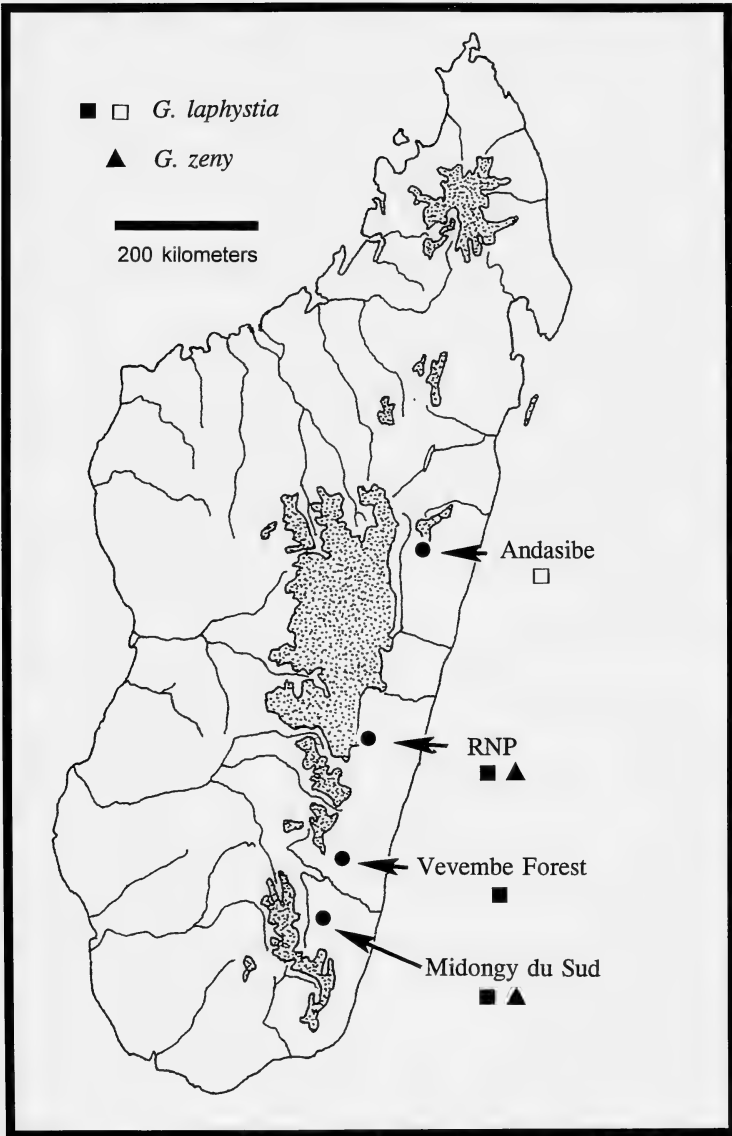 G. laphystia
G. zeny
200 kilometers
Andasibe
RNP
Vevembe Forest
Midongy du Sud